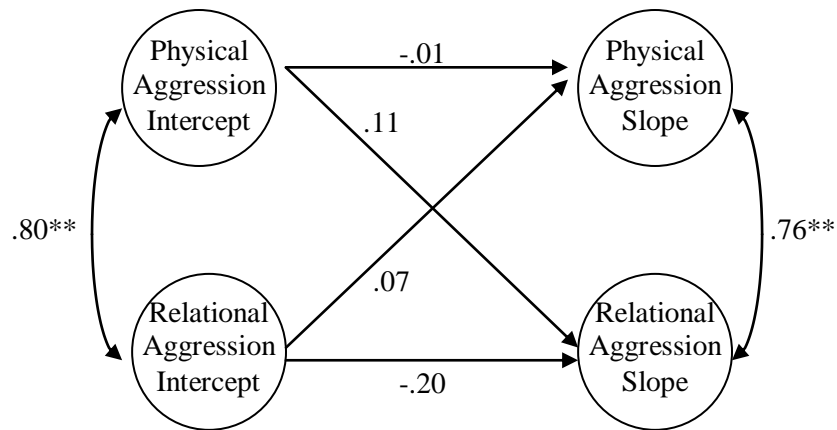 Physical
Aggression
Intercept
-.01
Physical
Aggression
Slope
.11
.80**
.76**
.07
Relational
Aggression
Intercept
-.20
Relational
Aggression
Slope